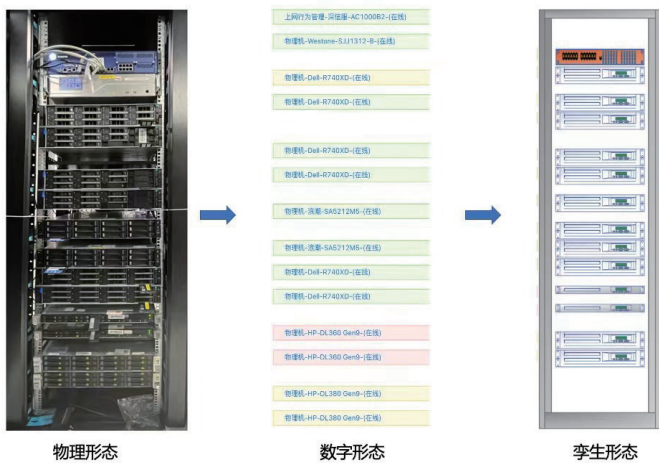 上网行为管理-深信服-AC1000B2-(在线)
物理机-Westone-SJJ1312-B-(在线)
物理机-Dell-R740XD-(在线)
物理机-Dell-R740XD-(在线)
物理机-Dell-R740XD-(在线)
物理机-Dell-R740XD-(在线)
物理机-浪潮-SA5212M5-(在线)
物理机-浪潮-SA5212M5-(在线)
物理机-Dell-R740XD-(在线)
物理机-Dell-R740XD-(在线)
物理机-HP-DL360 Gen9-(在线)
物理机-HP-DL360 Gen9-(在线)
物理机-HP-DL380 Gen9-(在线)
物理机-HP-DL380 Gen9-(在线)
物理形态
数字形态
孪生形态